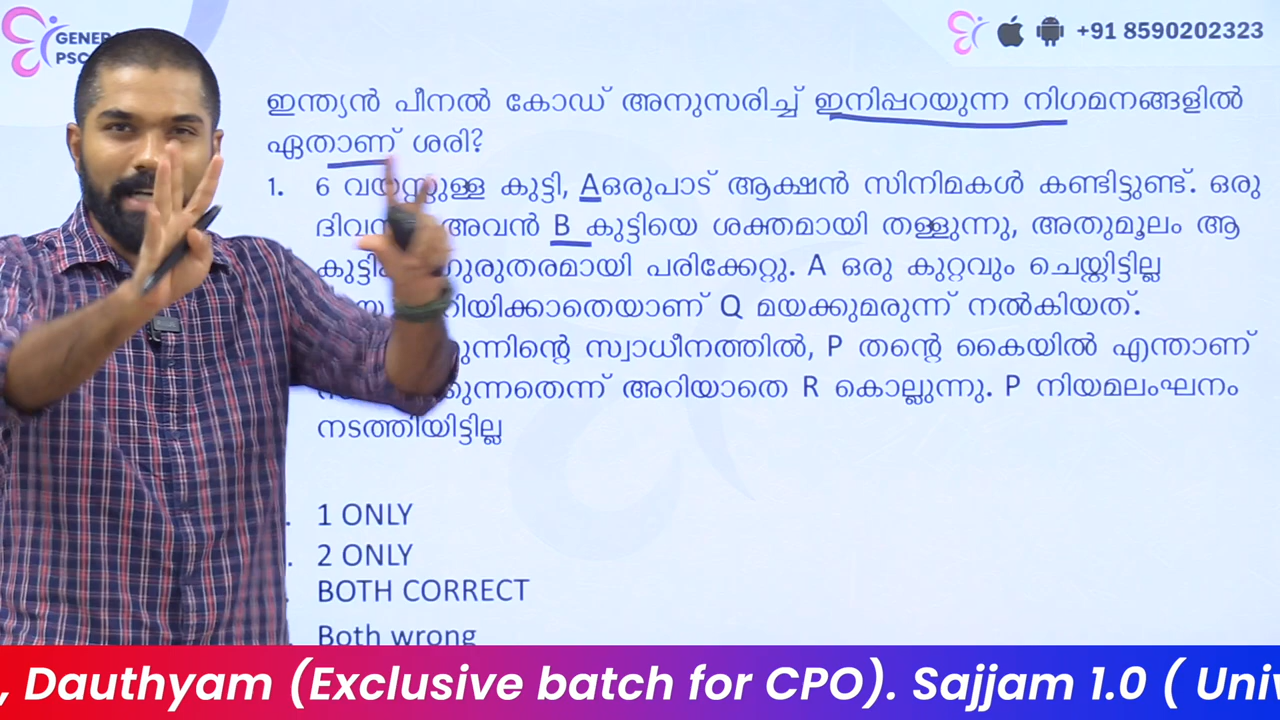 GENER
PSC
+91 8590202323
ഇന്ത്യൻ പീനൽ കോഡ് അനുസരിച്ച് ഇനിപ്പറയുന്ന നിഗമനങ്ങളിൽ
ഏതാണ് ശരി?
1. 6 വയസ്സുള്ള കുട്ടി, Aഒരുപാട് ആക്ഷൻ സിനിമകൾ കണ്ടിട്ടുണ്ട്. ഒരു
അവൻ B കുട്ടിയെ ശക്തമായി തള്ളുന്നു, അതുമൂലം ആ
ഗുരുതരമായി പരിക്കേറ്റു. A ഒരു കുറ്റവും ചെയ്തിട്ടില്ല
Q മയക്കുമരുന്ന് നൽകിയത്.
സ്വാധീനത്തിൽ, P തന്റെ കൈയിൽ എന്താണ്
അറിയാതെ R കൊല്ലുന്നു. P നിയമലംഘനം
നടത്തിയിട്ടില്ല
1 ONLY
2 ONLY
BOTH CORRECT
Both wrong
, Dauthyam (Exclusive batch for CPO). Sajjam 1.0 ( Univ